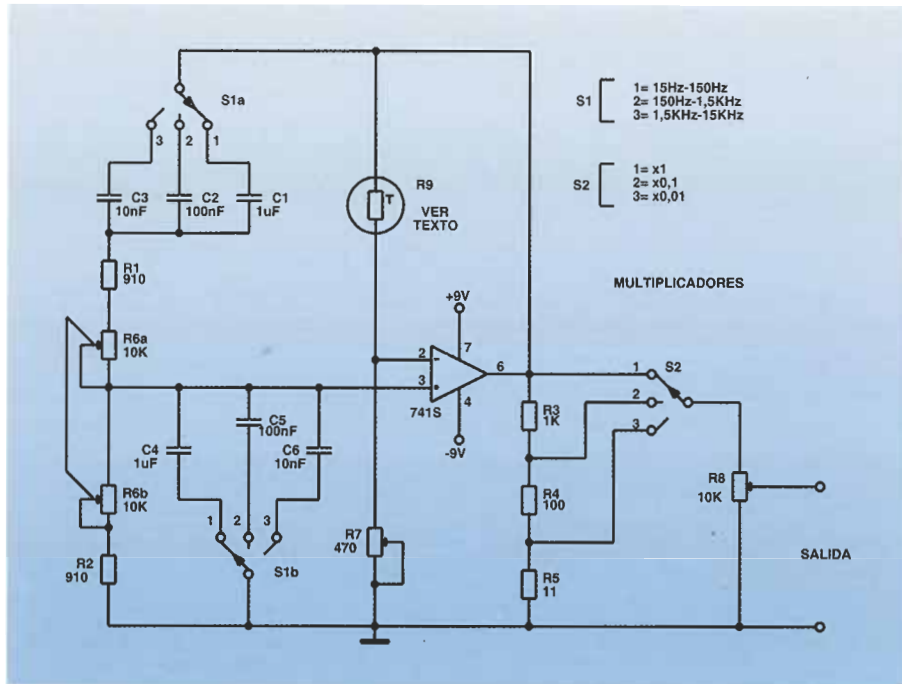 S1a
3
2
1
C3
10nF
C2
100nF
C1
1uF
R1
910
R6a
10K
R6b
10K
R2
910
C4
1uF
C5
100nF
C6
10nF
1
2
3
S1b
T
R9
VER
TEXTO
+9V
7
2
-
3
+
6
4
741S
-9V
R7
470
R3
1K
R4
100
R5
11
1
2
3
S2
R8
10K
SALIDA
MULTIPLICADORES
S1
1= 15Hz-150Hz
2= 150Hz-1,5KHz
3= 1,5KHz-15KHz
S2
1= x1
2= x0,1
3= x0,01